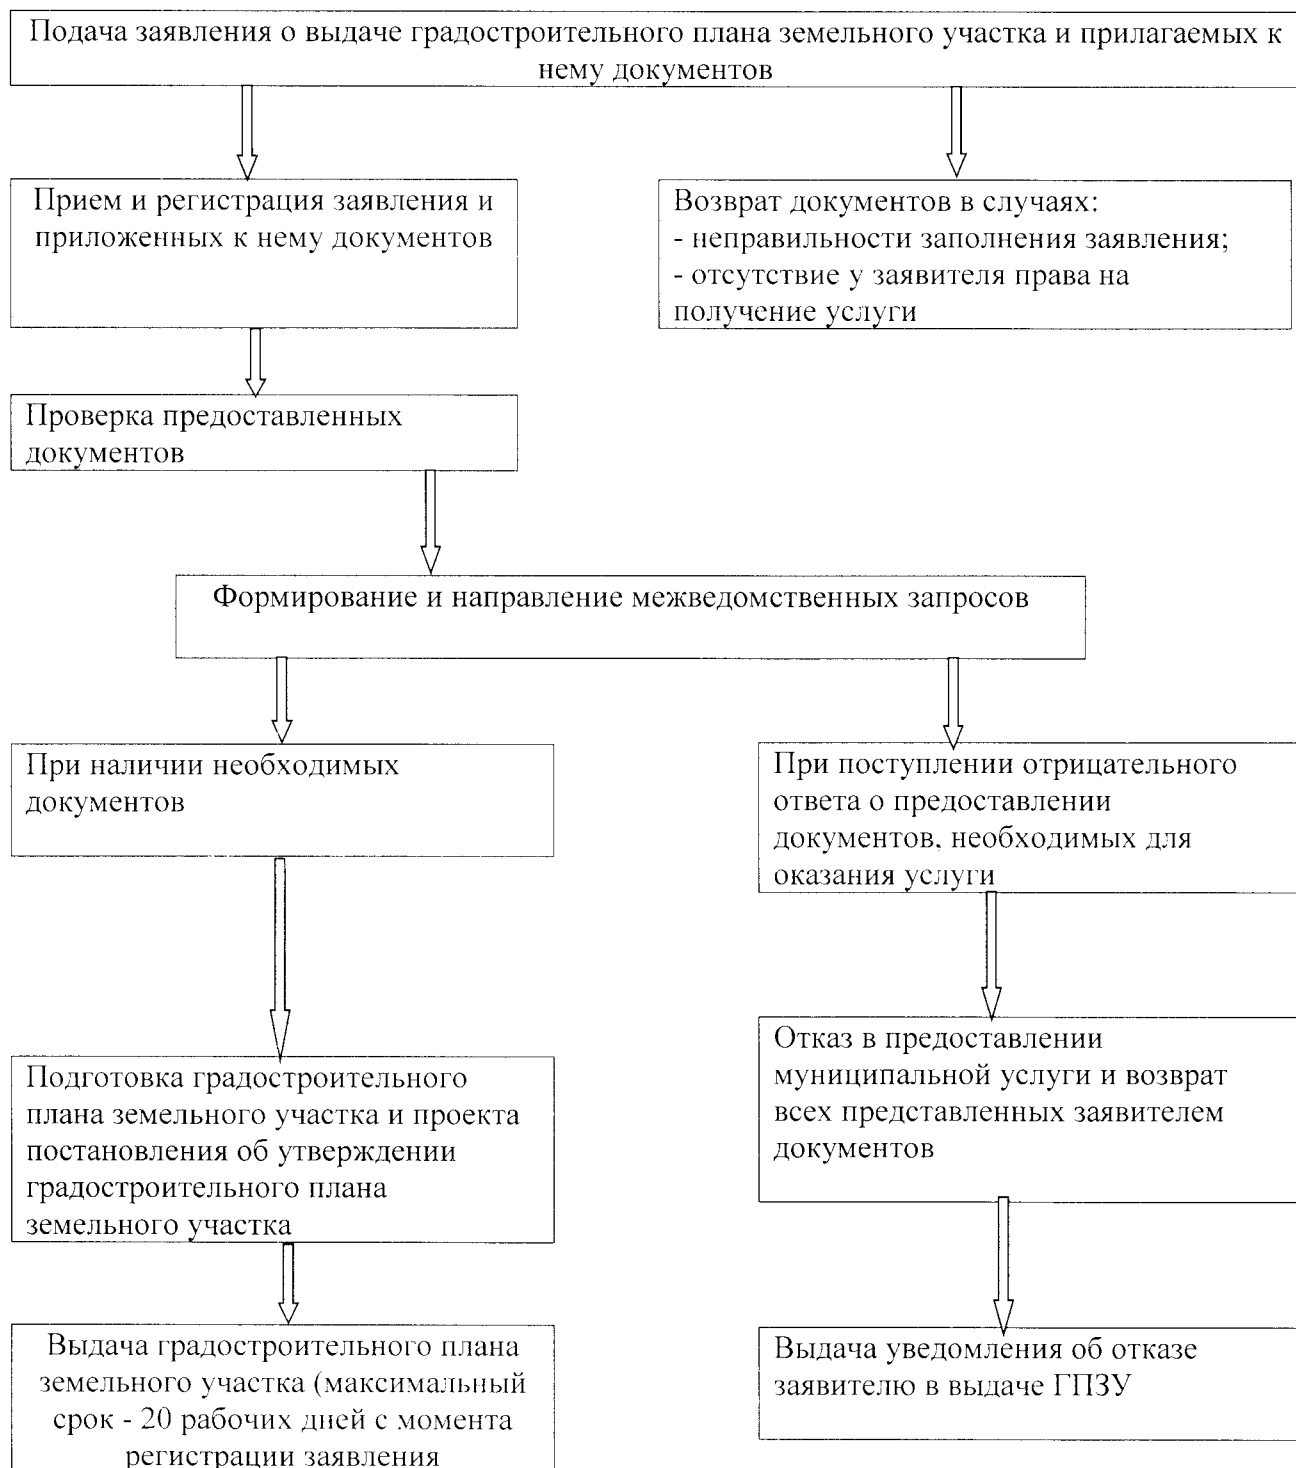 Подача заявления о выдаче градостроительного плана земельного участка и прилагаемых к
нему документов
Прием и регистрация заявления и
приложенных к нему документов
Возврат документов в случаях:
- неправильности заполнения заявления;
- отсутствие у заявителя права на
получение услуги
Проверка предоставленных
документов
Формирование и направление межведомственных запросов
При наличии необходимых
документов
При поступлении отрицательного
ответа о предоставлении
документов, необходимых для
оказания услуги
Подготовка градостроительного
плана земельного участка и проекта
постановления об утверждении
градостроительного плана
земельного участка
Отказ в предоставлении
муниципальной услуги и возврат
всех представленных заявителем
документов
Выдача градостроительного плана
земельного участка (максимальный
срок - 20 рабочих дней с момента
регистрации заявления
Выдача уведомления об отказе
заявителю в выдаче ГПЗУ